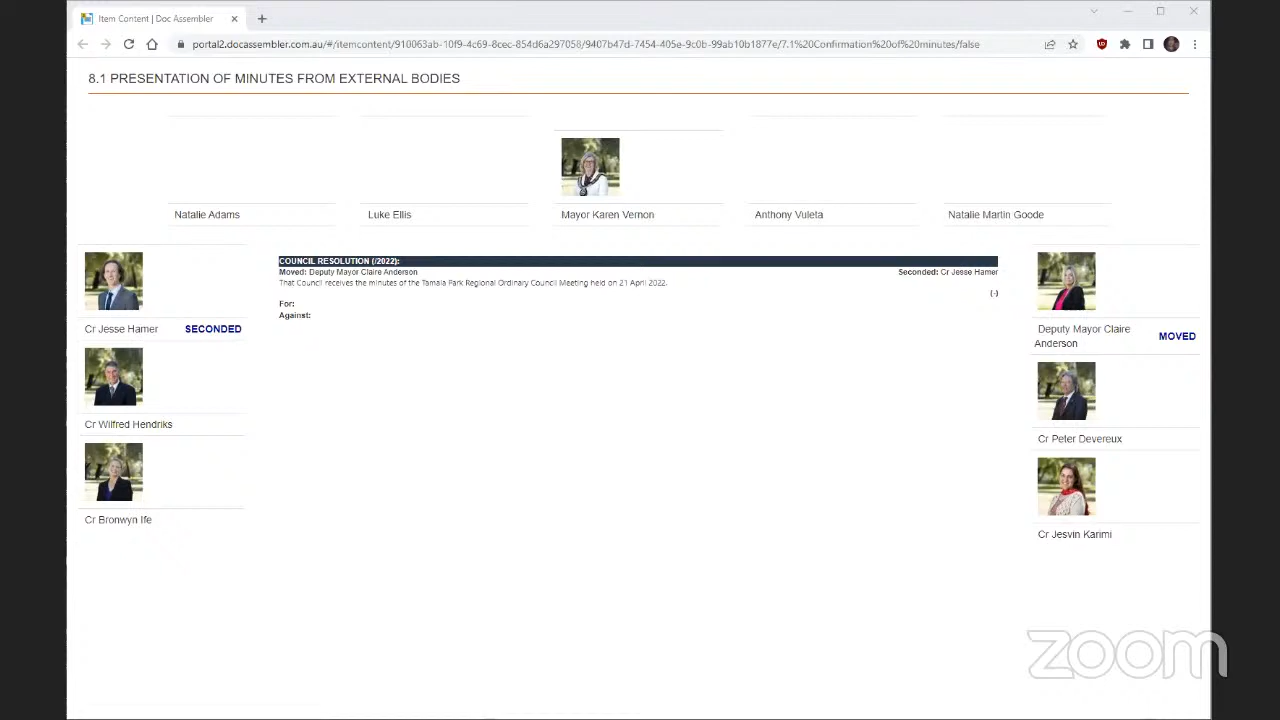 Item Content | Doc Assembler
portal2.docassembler.com.au/#/itemcontent/910063ab-10f9-4c69-8cec-854d6a297058/9407b47d-7454-405e-9c0b-99ab10b1877e/7.1%20Confirmation%20of%20minutes/false
8.1 PRESENTATION OF MINUTES FROM EXTERNAL BODIES
Natalie Adams
Luke Ellis
Mayor Karen Vernon
Anthony Vuleta
Natalie Martin Goode
COUNCIL RESOLUTION (/2022):
Moved: Deputy Mayor Claire Anderson
Seconded: Cr Jesse Hamer
That Council receives the minutes of the Tamala Park Regional Ordinary Council Meeting held on 21 April 2022.
(-)
For:
Against:
Cr Jesse Hamer
SECONDED
Cr Wilfred Hendriks
Cr Bronwyn Ife
Deputy Mayor Claire
Anderson
MOVED
Cr Peter Devereux
Cr Jesvin Karimi
zoom